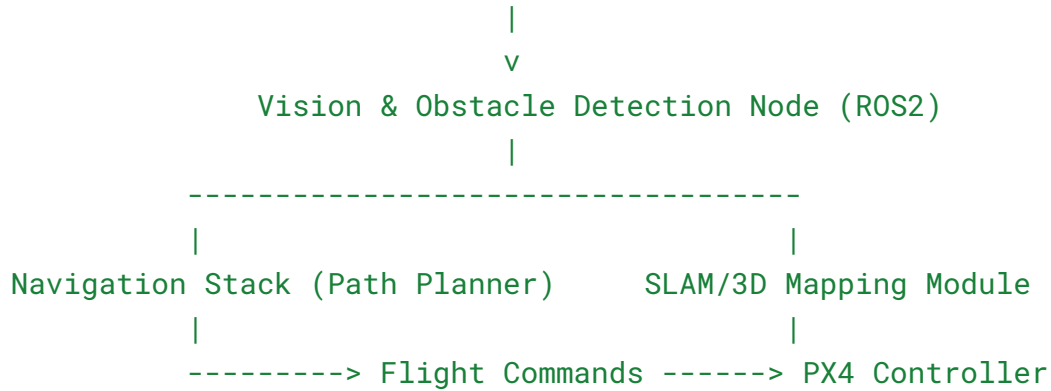 |
v
Vision & Obstacle Detection Node (ROS2)
|
-----------------------------------
| |
Navigation Stack (Path Planner) SLAM/3D Mapping Module
| |
---------> Flight Commands ------> PX4 Controller